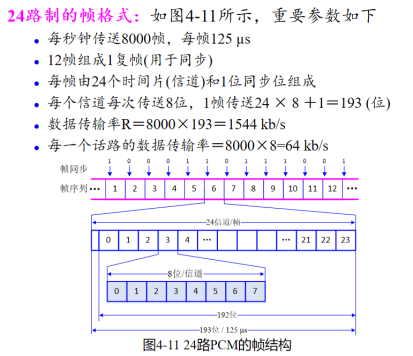 24路制的帧格式：如图4-11所示，重要参数如下
• 每秒钟传送8000帧，每帧125 μs
• 12帧组成1复帧(用于同步)
• 每帧由24个时间片(信道)和1位同步位组成
• 每个信道每次传送8位，1帧传送24 × 8 +1＝193 (位)
• 数据传输率R＝8000×193＝1544 kb/s
• 每一个话路的数据传输率＝8000×8=64 kb/s
帧同步 1 0 0 0 1 1 0 1 1 1 0 0 1
帧序列 ••• 1 2 3 4 5 6 7 8 9 10 11 12 •••
24信道/帧
0 1 2 3 4 ••• ••• 21 22 23
8位/信道
0 1 2 3 4 5 6 7
192位
193位 / 125 μs
图4-11 24路PCM的帧结构